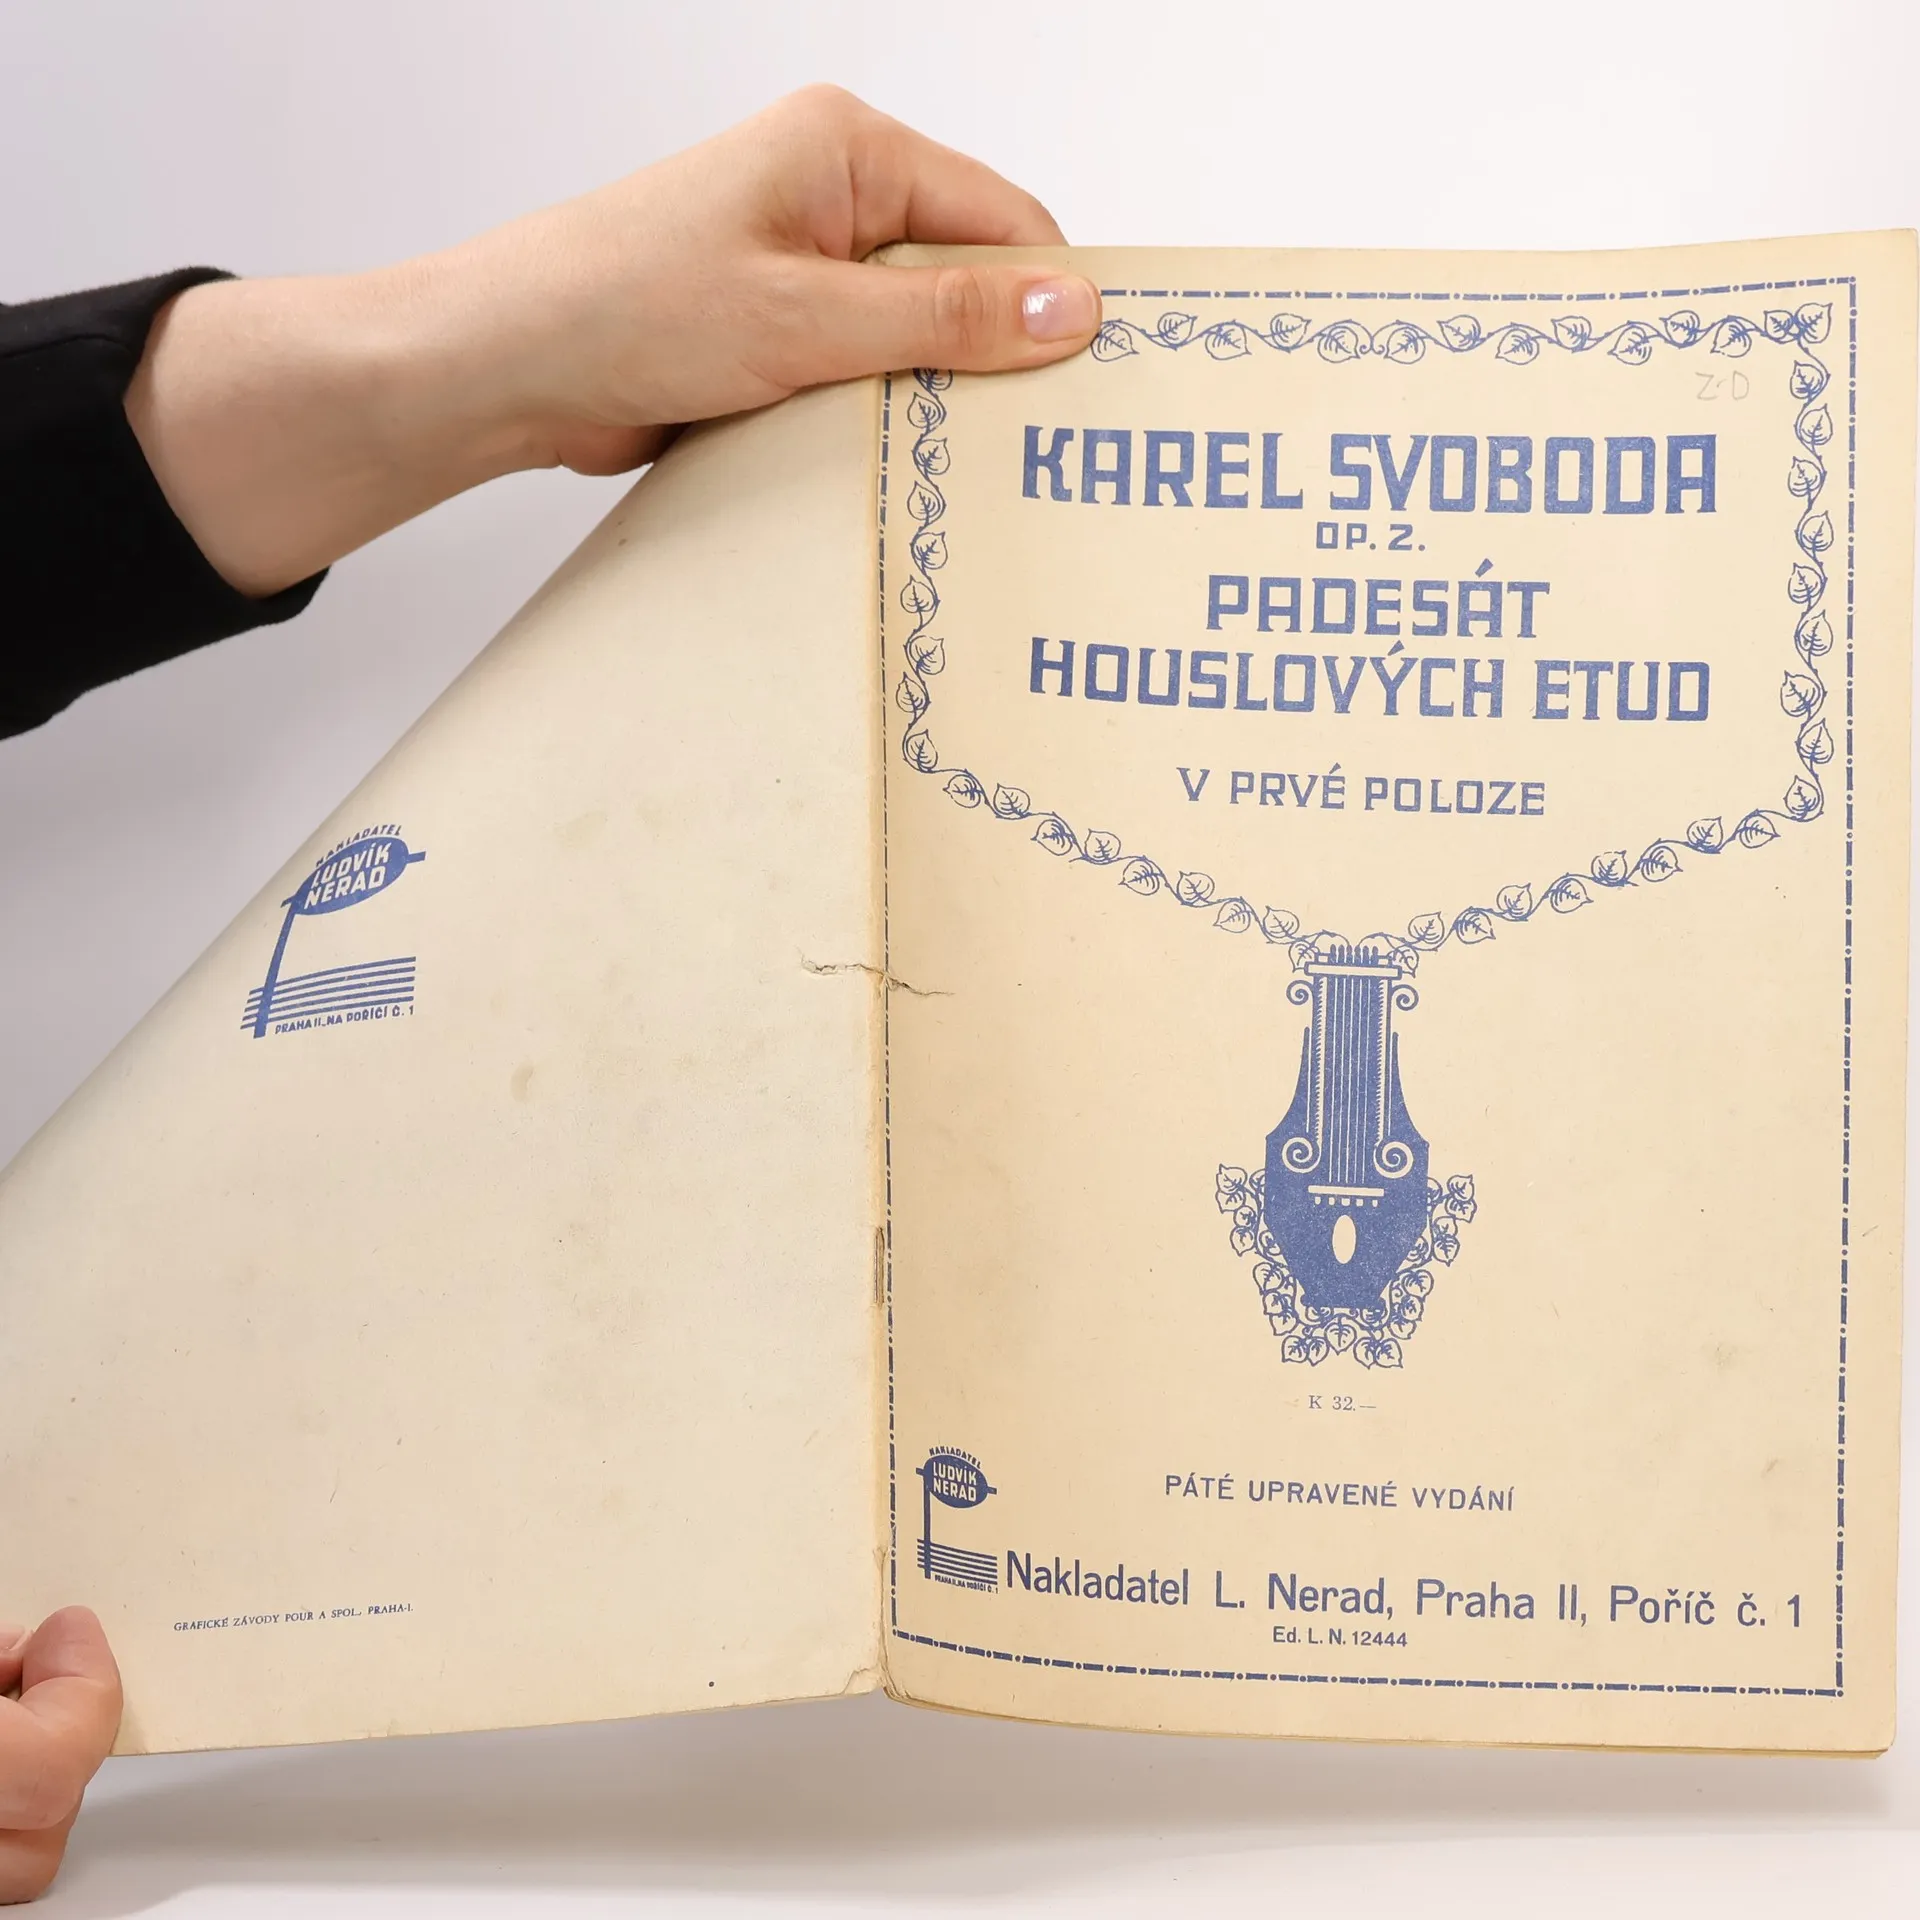 NAKLADATEL
LUDVÍK
NERAD
PRAHA II., NA POŘÍČÍ Č. 1
GRAFICKÉ ZÁVODY POUR A SPOL., PRAHA-I.
Z-D
KAREL SVOBODA
OP. 2.
PADESÁT
HOUSLOVÝCH ETUD
V PRVÉ POLOZE
K 32.—
PÁTÉ UPRAVENÉ VYDÁNÍ
NAKLADATEL
LUDVÍK
NERAD
PRAHA II., NA POŘÍČÍ Č. 1
Nakladatel L. Nerad, Praha II, Poříč č. 1
Ed. L. N. 12444